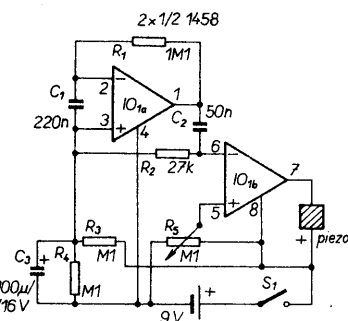 2×1/2 1458
R1
1M1
C1
2
1
IO1a
3
4
C2
50n
220n
6
R2
27k
7
IO1b
5
8
R3
R5
piezo
C3
R4
M1
M1
S1
/16V
M1
9V